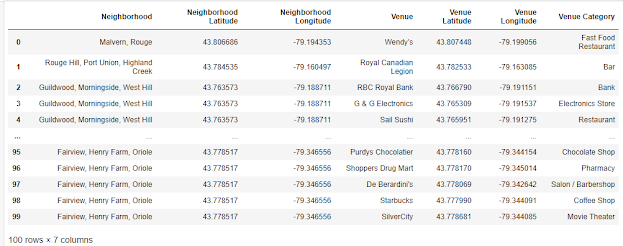 Neighborhood Neighborhood Latitude Neighborhood Longitude Venue Venue Latitude Venue Longitude Venue Category
0 Malvern, Rouge 43.806686 -79.194353 Wendy's 43.807448 -79.199056 Fast Food Restaurant
1 Rouge Hill, Port Union, Highland Creek 43.784535 -79.160497 Royal Canadian Legion 43.782533 -79.163085 Bar
2 Guildwood, Morningside, West Hill 43.763573 -79.188711 RBC Royal Bank 43.766790 -79.191151 Bank
3 Guildwood, Morningside, West Hill 43.763573 -79.188711 G & G Electronics 43.765309 -79.191537 Electronics Store
4 Guildwood, Morningside, West Hill 43.763573 -79.188711 Sail Sushi 43.765951 -79.191275 Restaurant
... ... ... ... ... ... ... ...
95 Fairview, Henry Farm, Oriole 43.778517 -79.346556 Purdys Chocolatier 43.778160 -79.344154 Chocolate Shop
96 Fairview, Henry Farm, Oriole 43.778517 -79.346556 Shoppers Drug Mart 43.778170 -79.345014 Pharmacy
97 Fairview, Henry Farm, Oriole 43.778517 -79.346556 De Berardini's 43.778069 -79.342642 Salon / Barbershop
98 Fairview, Henry Farm, Oriole 43.778517 -79.346556 Starbucks 43.777990 -79.344091 Coffee Shop
99 Fairview, Henry Farm, Oriole 43.778517 -79.346556 SilverCity 43.778681 -79.344085 Movie Theater
100 rows × 7 columns